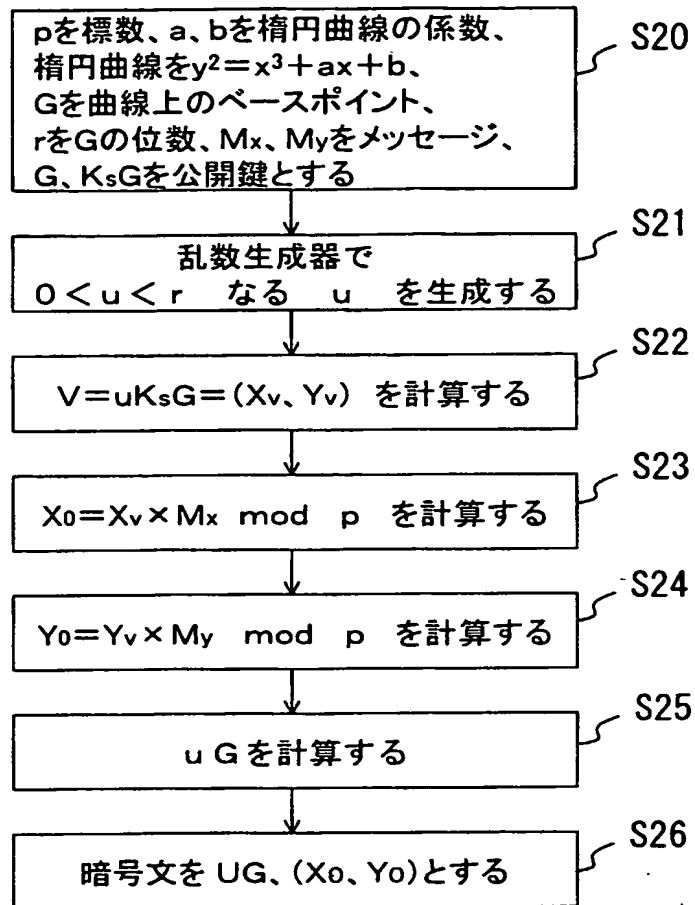 pを標数、a、bを楕円曲線の係数、
楕円曲線をy²=x³+ax+b、
Gを曲線上のベースポイント、
rをGの位数、Mx、Myをメッセージ、
G、KsGを公開鍵とする
S20
乱数生成器で
0<u<r なる u を生成する
S21
V=uKsG=(Xv、Yv) を計算する
S22
X0=Xv×Mx mod p を計算する
S23
Y0=Yv×My mod p を計算する
S24
uGを計算する
S25
暗号文をUG、(X0、Y0)とする
S26